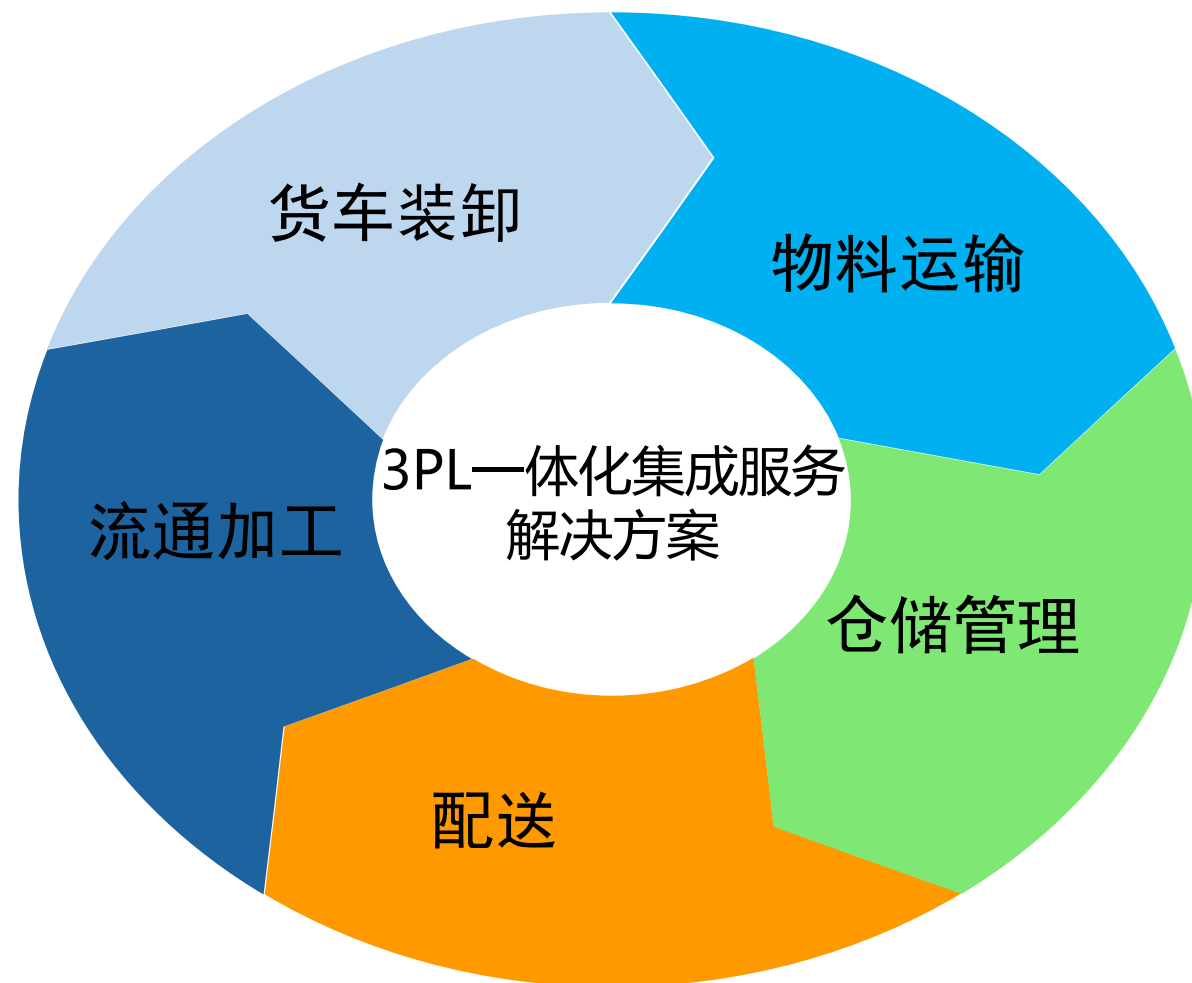 货车装卸
物料运输
3PL一体化集成服务
解决方案
流通加工
仓储管理
配送